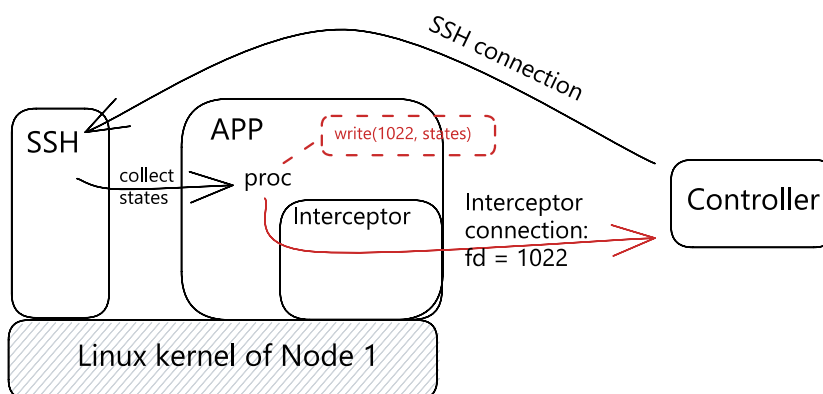 SSH connection
SSH
APP
write(1022, states)
collect
states
proc
Interceptor
Interceptor
connection:
fd = 1022
Controller
Linux kernel of Node 1